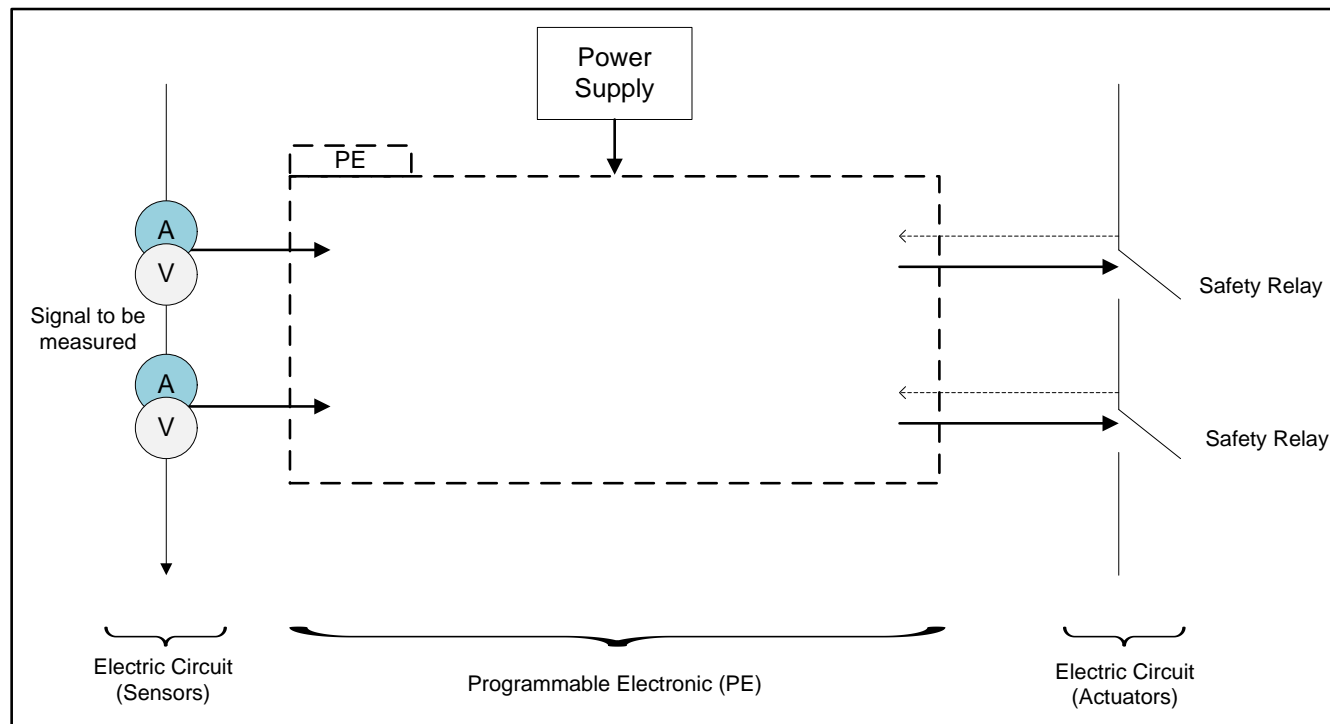 Power
Supply
PE
A
V
Signal to be
measured
A
V
Safety Relay
Safety Relay
Electric Circuit
(Sensors)
Programmable Electronic (PE)
Electric Circuit
(Actuators)